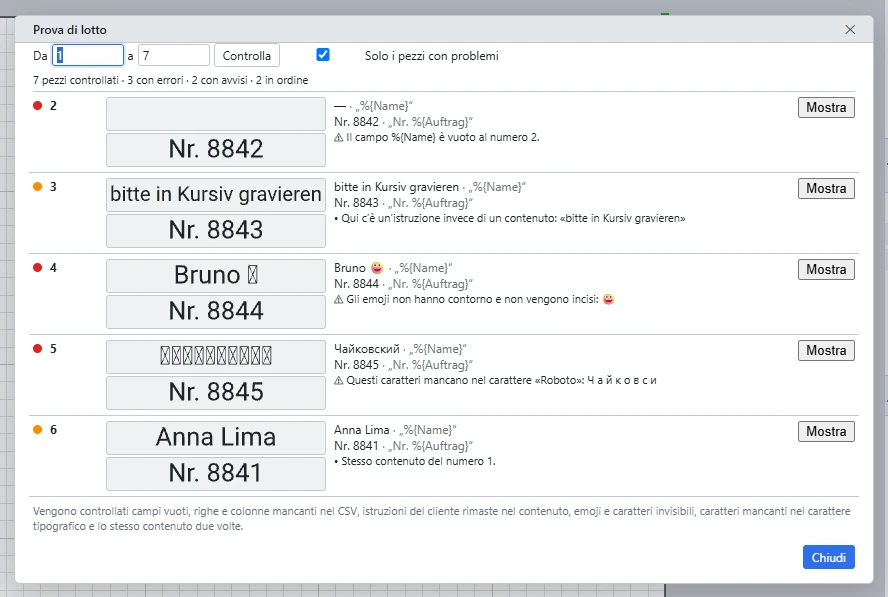 Prova di lotto
Da 1 a 7 Controlla Solo i pezzi con problemi
7 pezzi controllati · 3 con errori · 2 con avvisi · 2 in ordine
2
Nr. 8842
— · „%{Name}“
Nr. 8842 · „Nr. %{Auftrag}“
⚠ Il campo %{Name} è vuoto al numero 2.
Mostra
3
bitte in Kursiv gravieren
Nr. 8843
bitte in Kursiv gravieren · „%{Name}“
Nr. 8843 · „Nr. %{Auftrag}“
• Qui c’è un’istruzione invece di un contenuto: «bitte in Kursiv gravieren»
Mostra
4
Bruno
Nr. 8844
Bruno 😀 · „%{Name}“
Nr. 8844 · „Nr. %{Auftrag}“
⚠ Gli emoji non hanno contorno e non vengono incisi: 😀
Mostra
5
Nr. 8845
Чайковский · „%{Name}“
Nr. 8845 · „Nr. %{Auftrag}“
⚠ Questi caratteri mancano nel carattere «Roboto»: Ч а й к о в с и
Mostra
6
Anna Lima
Nr. 8841
Anna Lima · „%{Name}“
Nr. 8841 · „Nr. %{Auftrag}“
• Stesso contenuto del numero 1.
Mostra
Vengono controllati campi vuoti, righe e colonne mancanti nel CSV, istruzioni del cliente rimaste nel contenuto, emoji e caratteri invisibili, caratteri mancanti nel carattere
tipografico e lo stesso contenuto due volte.
Chiudi